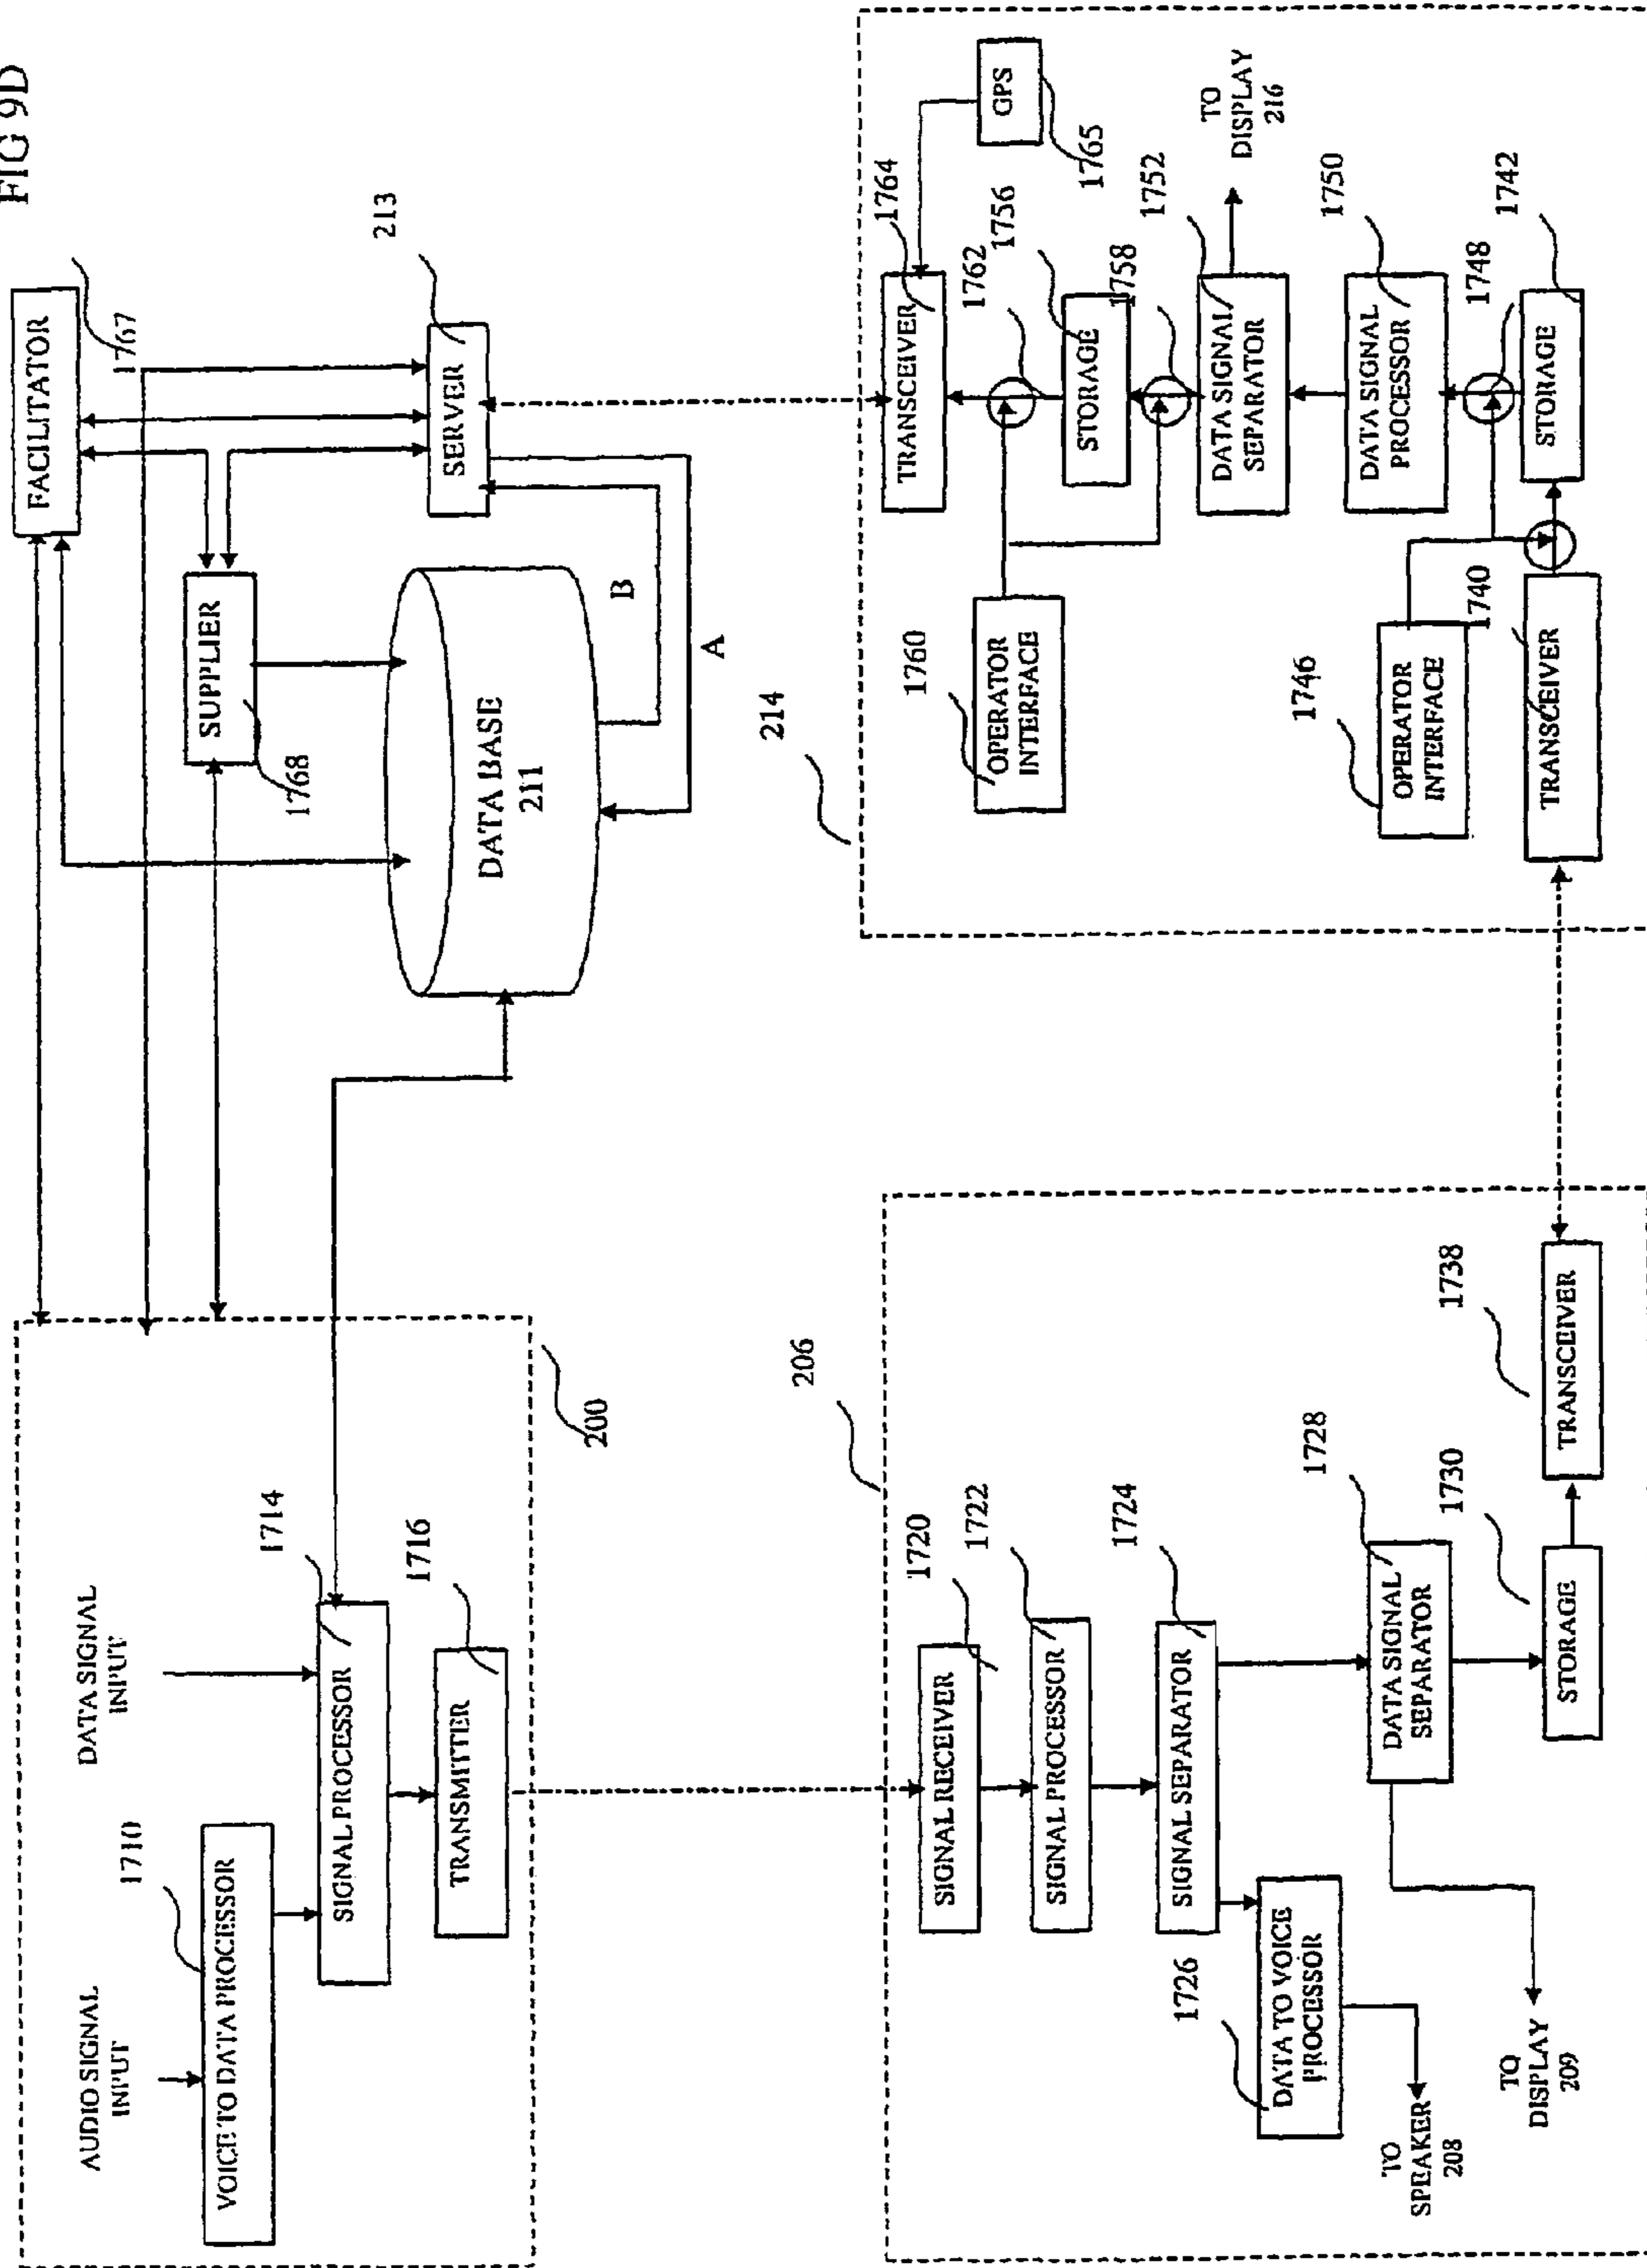 FIG 9D
AUDIO SIGNAL
INPUT
DATA SIGNAL
INPUT
1710
VOICE TO DATA PROCESSOR
1714
SIGNAL PROCESSOR
1716
TRANSMITTER
200
FACILITATOR
1767
SUPPLIER
1768
213
SERVER
DATA BASE
211
B
A
206
1720
SIGNAL RECEIVER
1722
SIGNAL PROCESSOR
1724
SIGNAL SEPARATOR
1726
DATA TO VOICE
PROCESSOR
1728
DATA SIGNAL
SEPARATOR
1730
STORAGE
1738
TRANSCEIVER
TO
SPEAKER
208
TO
DISPLAY
209
214
1764
TRANSCEIVER
GPS
1765
1762
1756
STORAGE
1758
1760
OPERATOR
INTERFACE
1752
DATA SIGNAL
SEPARATOR
TO
DISPLAY
216
1750
DATA SIGNAL
PROCESSOR
1748
1742
STORAGE
1746
OPERATOR
INTERFACE
1740
TRANSCEIVER